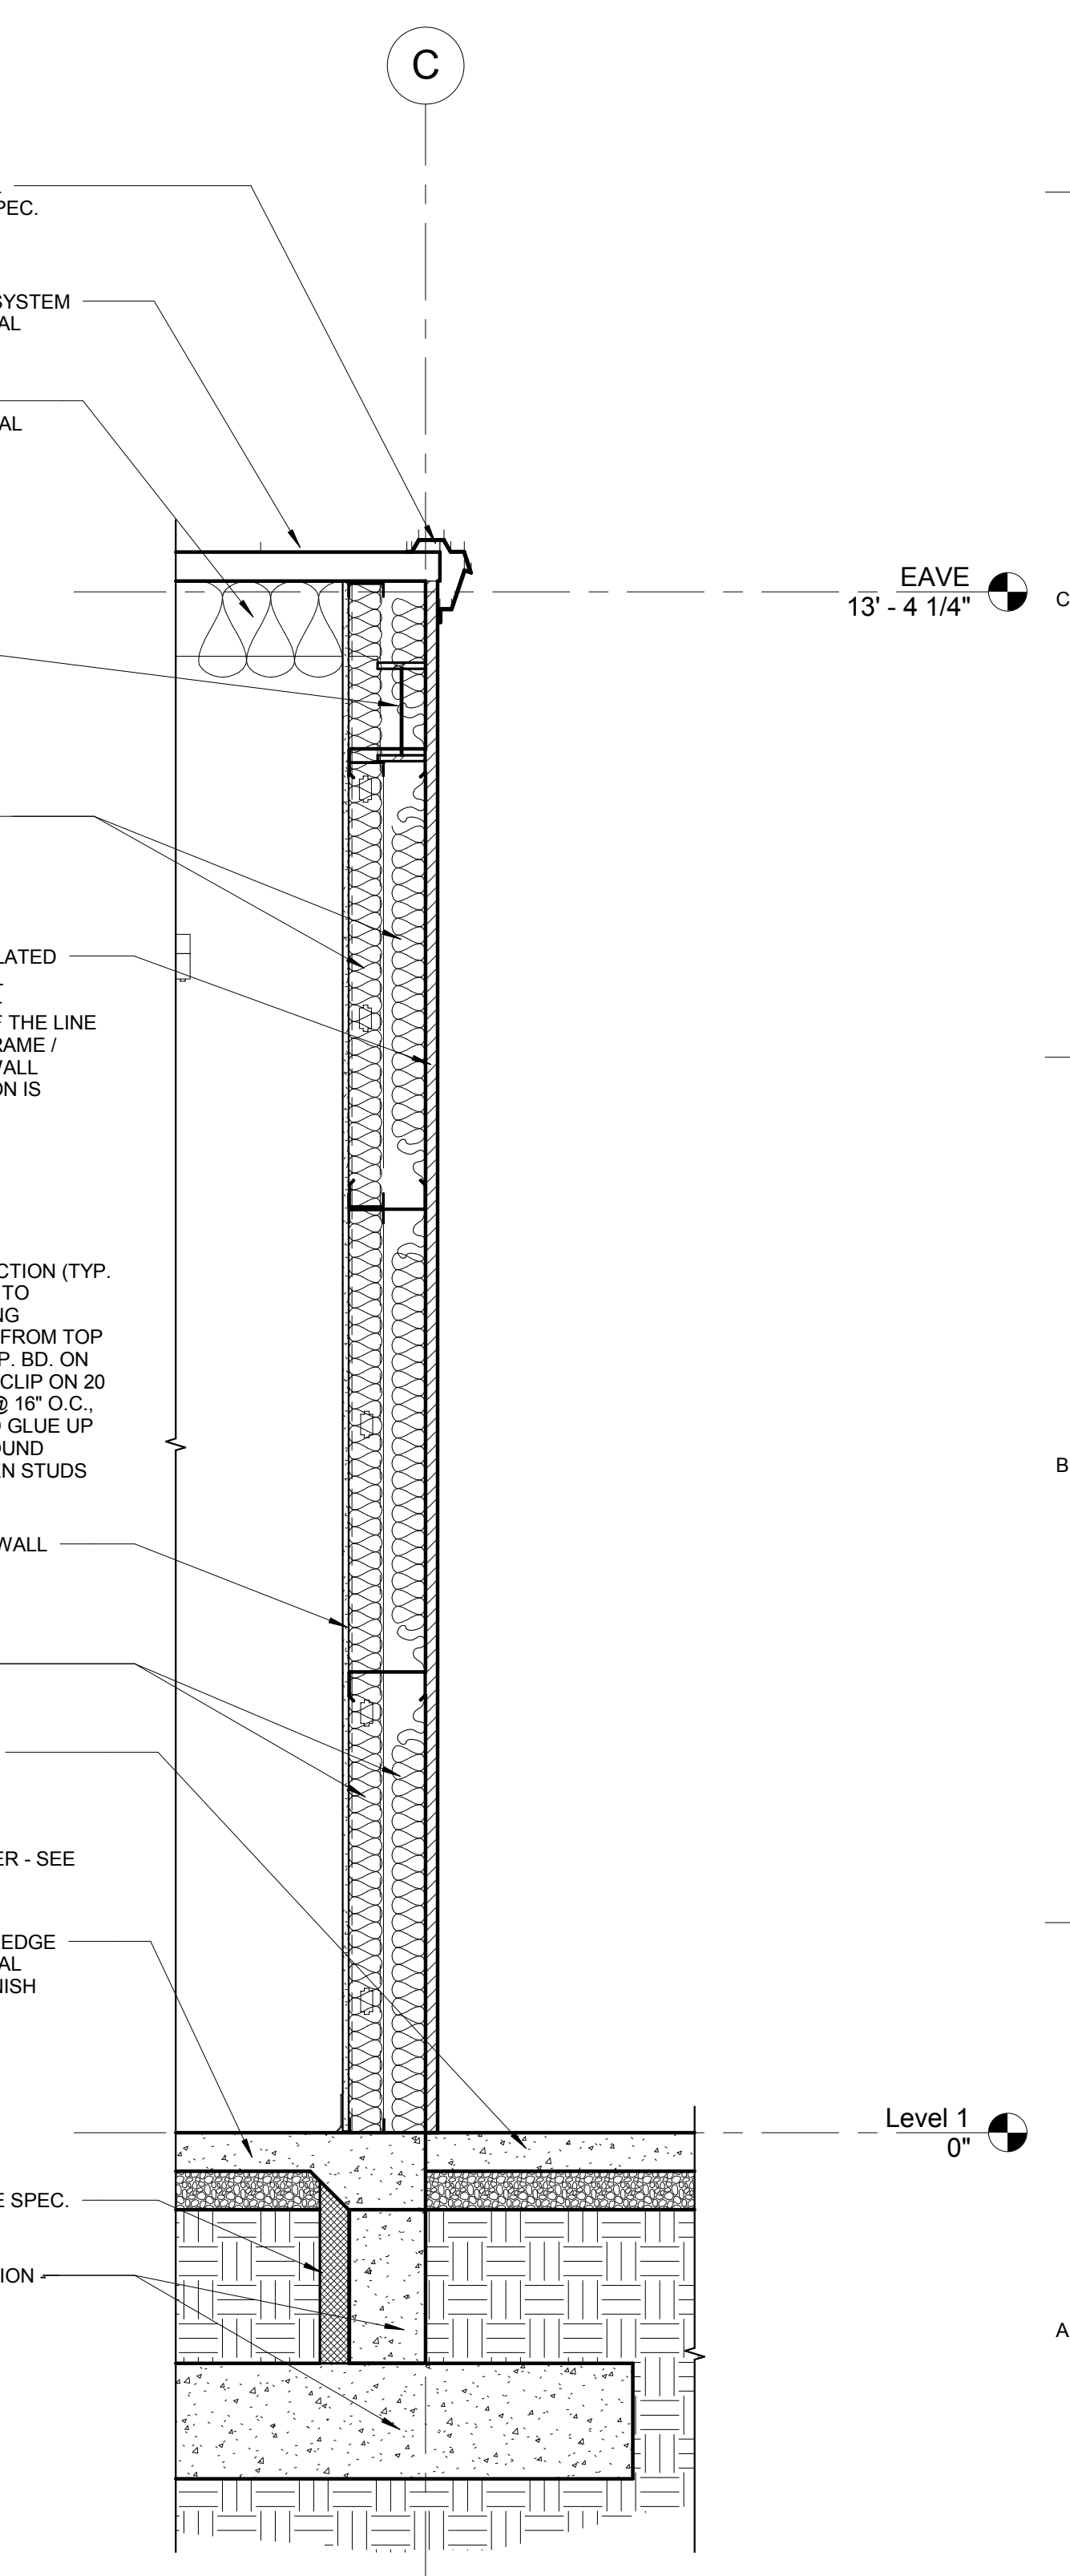 C
PEC.
SYSTEM
AL
AL
EAVE
13' - 4 1/4"
C
LATED
THE LINE
RAME /
WALL
ON IS
CTION (TYP.
TO
NG
FROM TOP
P. BD. ON
CLIP ON 20
@ 16" O.C.,
GLUE UP
OUND
EN STUDS
B
WALL
ER - SEE
EDGE
AL
NISH
Level 1
0"
E SPEC.
ION -
A